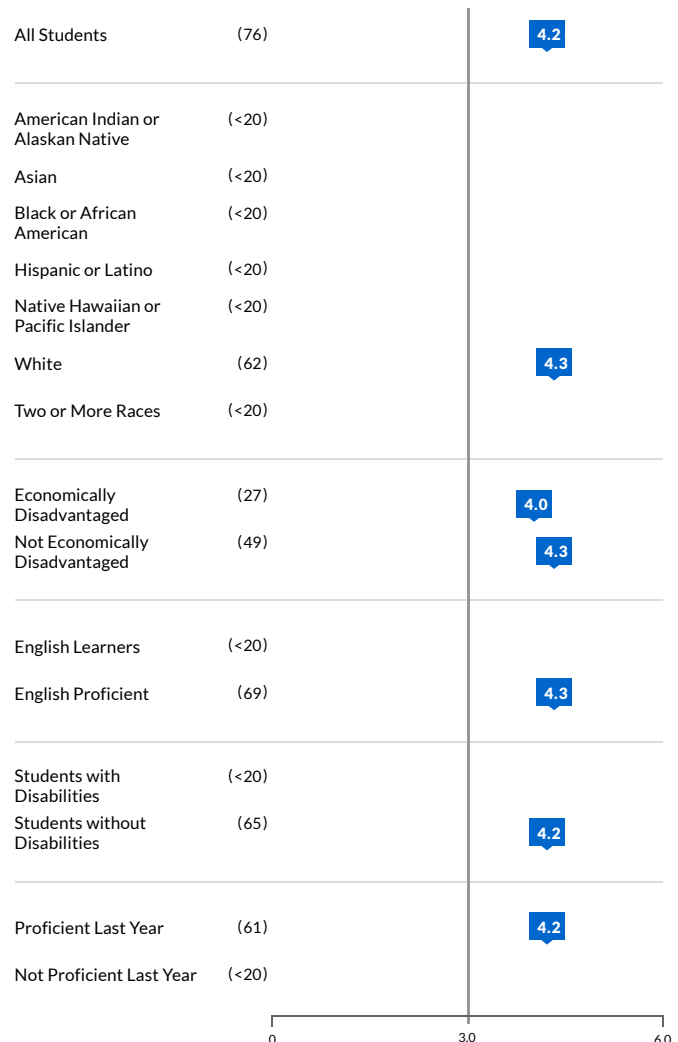 All Students (76) 4.2
American Indian or
Alaskan Native (<20)
Asian (<20)
Black or African
American (<20)
Hispanic or Latino (<20)
Native Hawaiian or
Pacific Islander (<20)
White (62) 4.3
Two or More Races (<20)
Economically
Disadvantaged (27) 4.0
Not Economically
Disadvantaged (49) 4.3
English Learners (<20)
English Proficient (69) 4.3
Students with
Disabilities (<20)
Students without
Disabilities (65) 4.2
Proficient Last Year (61) 4.2
Not Proficient Last Year (<20)
0 3.0 6.0